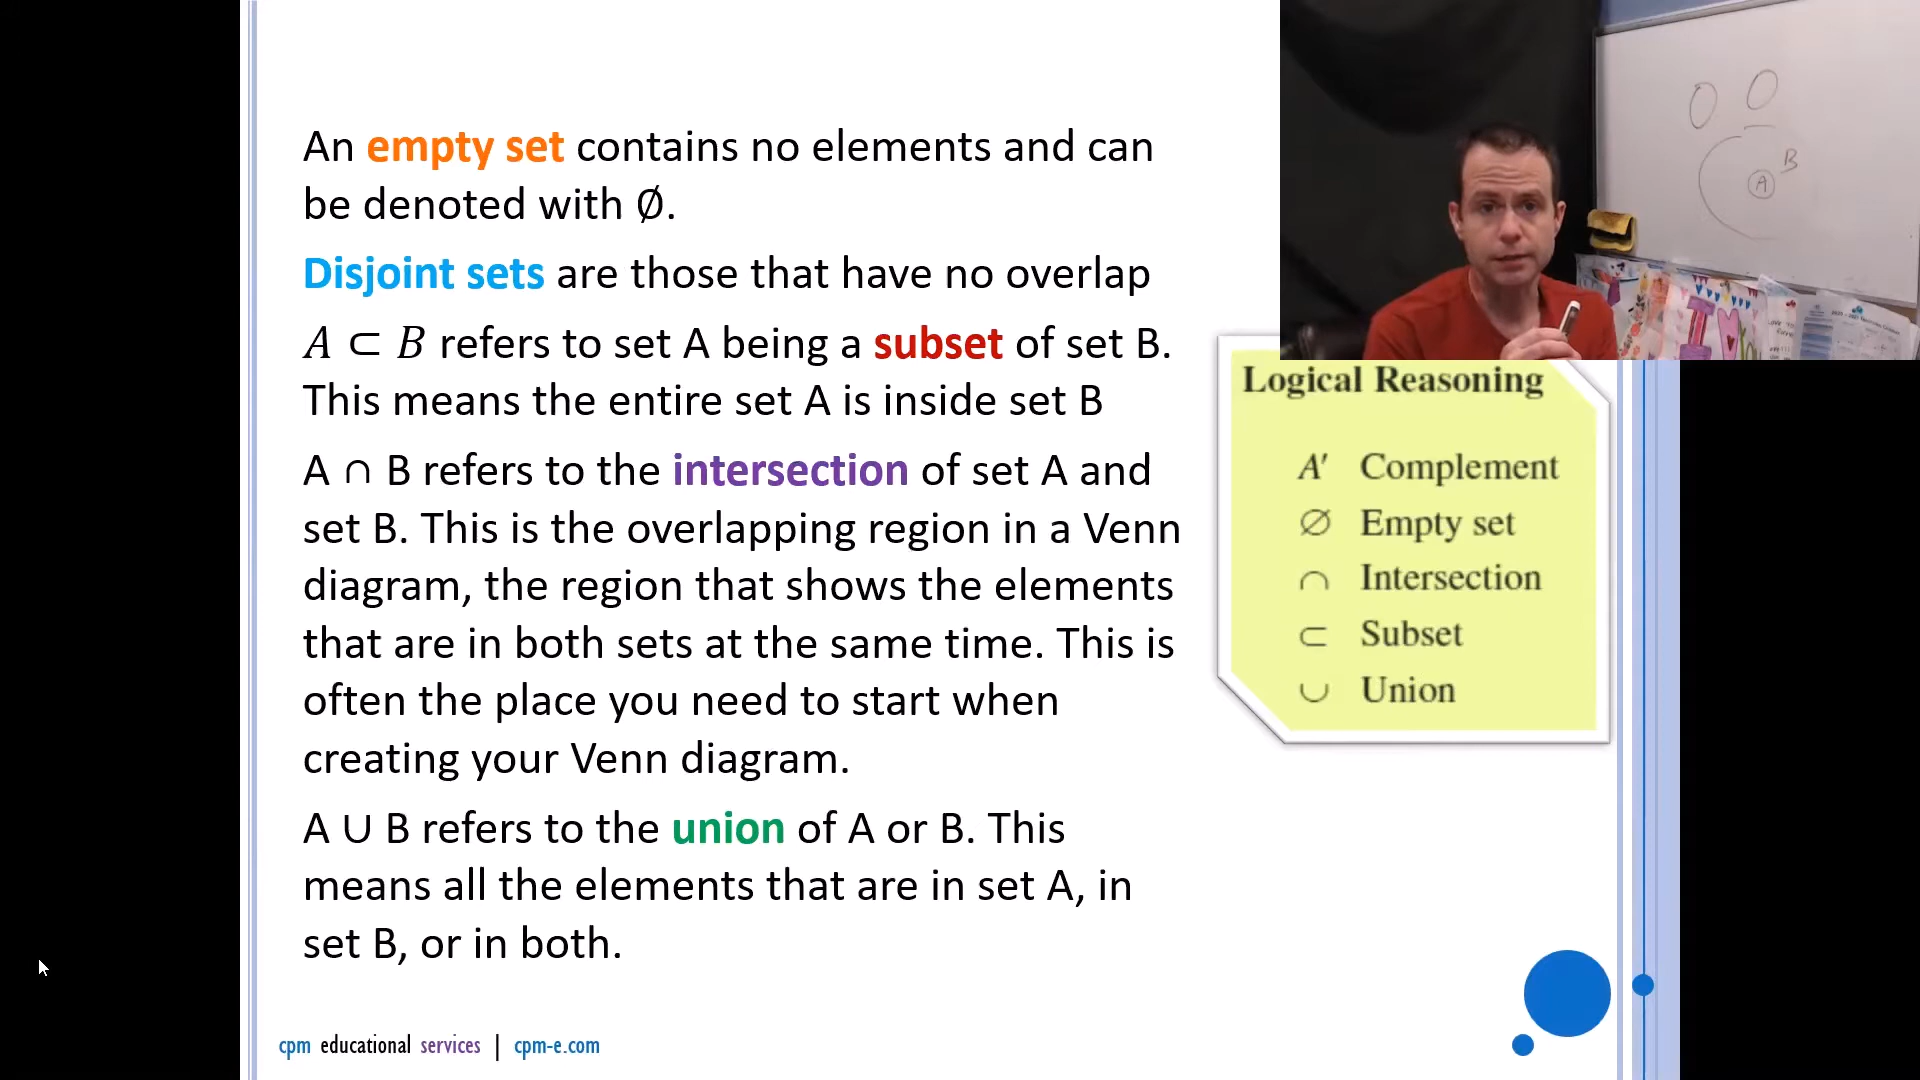 An empty set contains no elements and can
be denoted with ∅.
Disjoint sets are those that have no overlap
A ⊂ B refers to set A being a subset of set B.
This means the entire set A is inside set B
A ∩ B refers to the intersection of set A and
set B. This is the overlapping region in a Venn
diagram, the region that shows the elements
that are in both sets at the same time. This is
often the place you need to start when
creating your Venn diagram.
A ∪ B refers to the union of A or B. This
means all the elements that are in set A, in
set B, or in both.
cpm educational services | cpm-e.com
B
A
Logical Reasoning
A′ Complement
∅ Empty set
∩ Intersection
⊂ Subset
∪ Union